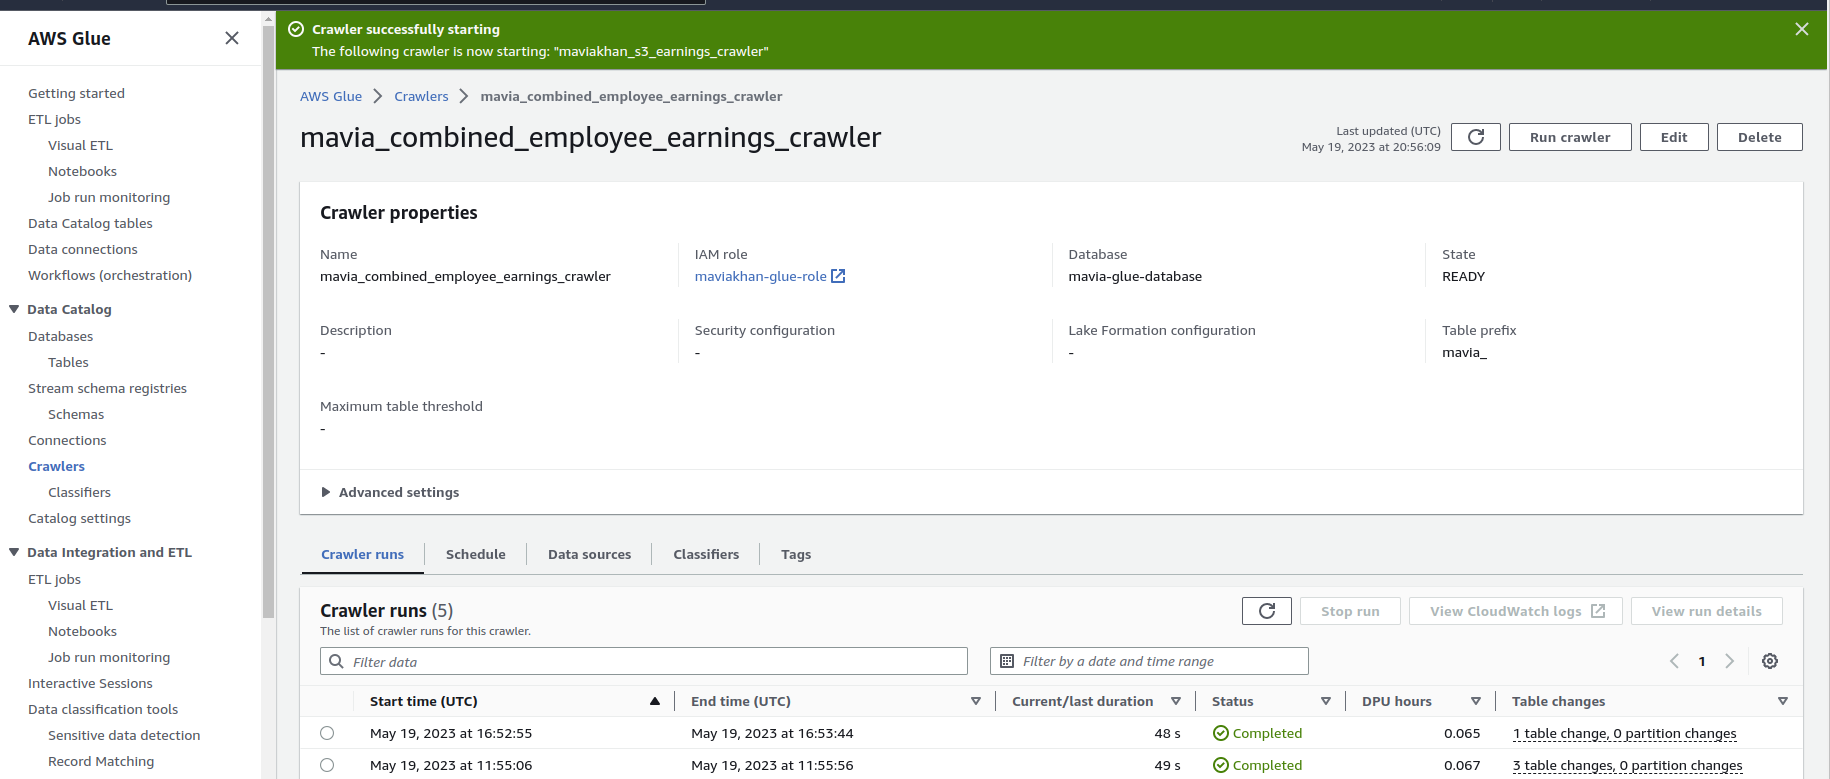 AWS Glue
Getting started
ETL jobs
Visual ETL
Notebooks
Job run monitoring
Data Catalog tables
Data connections
Workflows (orchestration)
Data Catalog
Databases
Tables
Stream schema registries
Schemas
Connections
Crawlers
Classifiers
Catalog settings
Data Integration and ETL
ETL jobs
Visual ETL
Notebooks
Job run monitoring
Interactive Sessions
Data classification tools
Sensitive data detection
Record Matching
Crawler successfully starting
The following crawler is now starting: "maviakhan_s3_earnings_crawler"
AWS Glue > Crawlers > mavia_combined_employee_earnings_crawler
mavia_combined_employee_earnings_crawler
Last updated (UTC)
May 19, 2023 at 20:56:09
Run crawler Edit Delete
Crawler properties
Name IAM role Database State
mavia_combined_employee_earnings_crawler maviakhan-glue-role mavia-glue-database READY
Description Security configuration Lake Formation configuration Table prefix
- - - mavia_
Maximum table threshold
-
Advanced settings
Crawler runs Schedule Data sources Classifiers Tags
Crawler runs (5) Stop run View CloudWatch logs View run details
The list of crawler runs for this crawler.
Filter data Filter by a date and time range 1
Start time (UTC) End time (UTC) Current/last duration Status DPU hours Table changes
May 19, 2023 at 16:52:55 May 19, 2023 at 16:53:44 48 s Completed 0.065 1 table change, 0 partition changes
May 19, 2023 at 11:55:06 May 19, 2023 at 11:55:56 49 s Completed 0.067 3 table changes, 0 partition changes